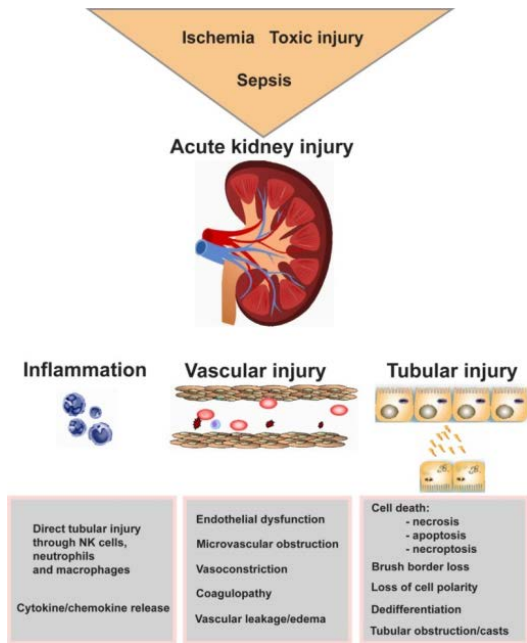 Ischemia Toxic injury
Sepsis
Acute kidney injury
Inflammation
Vascular injury
Tubular injury
Direct tubular injury
through NK cells,
neutrophils
and macrophages
Cytokine/chemokine release
Endothelial dysfunction
Microvascular obstruction
Vasoconstriction
Coagulopathy
Vascular leakage/edema
Cell death:
- necrosis
- apoptosis
- necroptosis
Brush border loss
Loss of cell polarity
Dedifferentiation
Tubular obstruction/casts